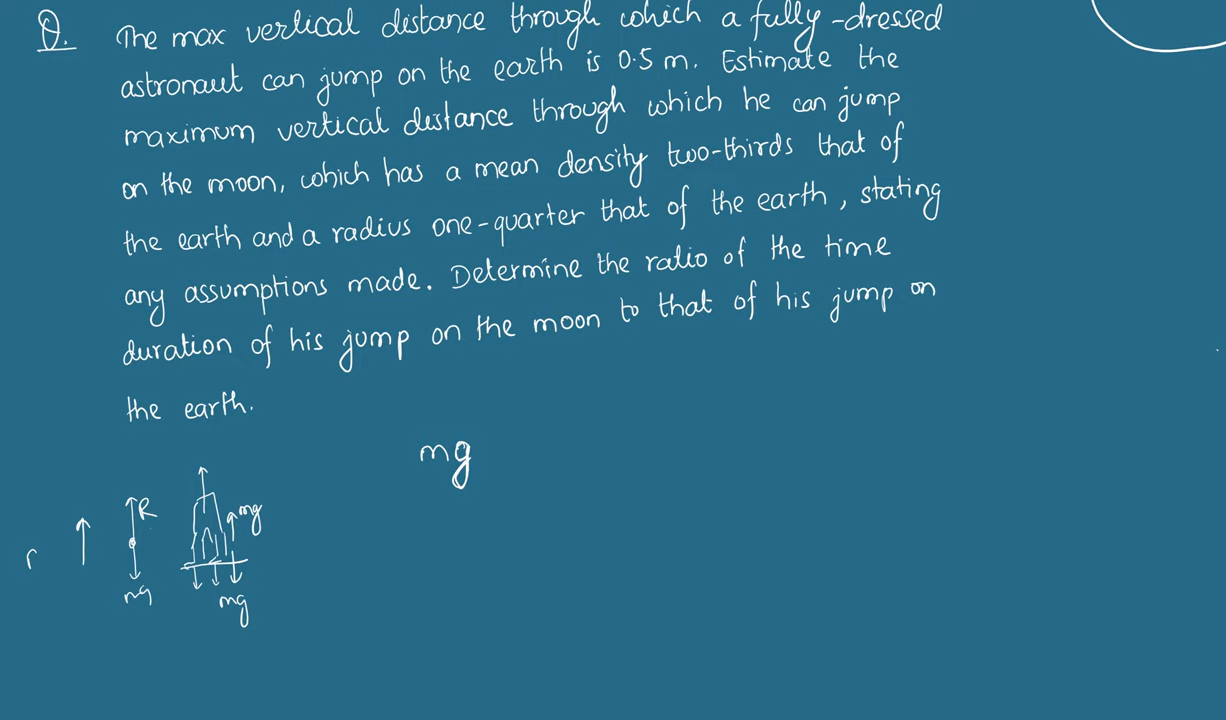 Q. The max vertical distance through which a fully-dressed
astronaut can jump on the earth is 0.5 m. Estimate the
maximum vertical distance through which he can jump
on the moon, which has a mean density two-thirds that of
the earth and a radius one-quarter that of the earth, stating
any assumptions made. Determine the ratio of the time
duration of his jump on the moon to that of his jump on
the earth.
mg
R
mg
r
mg
mg